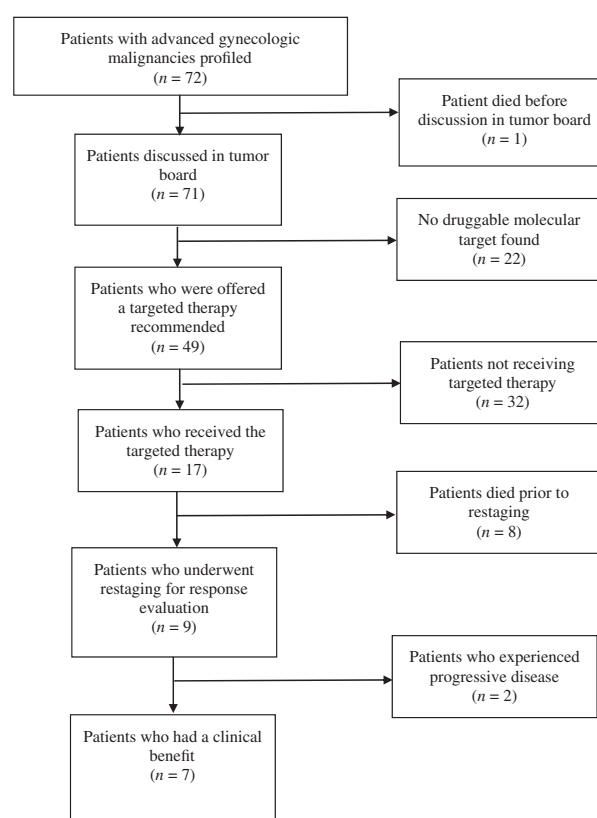 Patients with advanced gynecologic
malignancies profiled
(n = 72)
Patient died before
discussion in tumor board
(n = 1)
Patients discussed in tumor
board
(n = 71)
No druggable molecular
target found
(n = 22)
Patients who were offered
a targeted therapy
recommended
(n = 49)
Patients not receiving
targeted therapy
(n = 32)
Patients who received the
targeted therapy
(n = 17)
Patients died prior to
restaging
(n = 8)
Patients who underwent
restaging for response
evaluation
(n = 9)
Patients who experienced
progressive disease
(n = 2)
Patients who had a clinical
benefit
(n = 7)